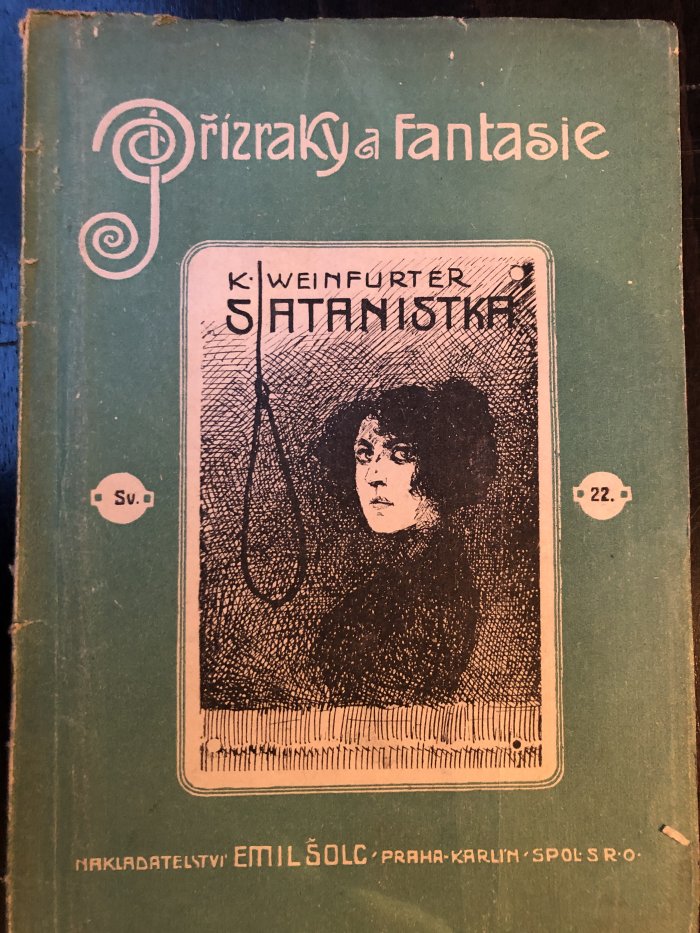 Přízraky a Fantasie
K. WEINFURTER
SATANISTKA
Sv.
22.
NAKLADATELSTVÍ EMIL ŠOLC, PRAHA-KARLÍN, SPOL. S R. O.